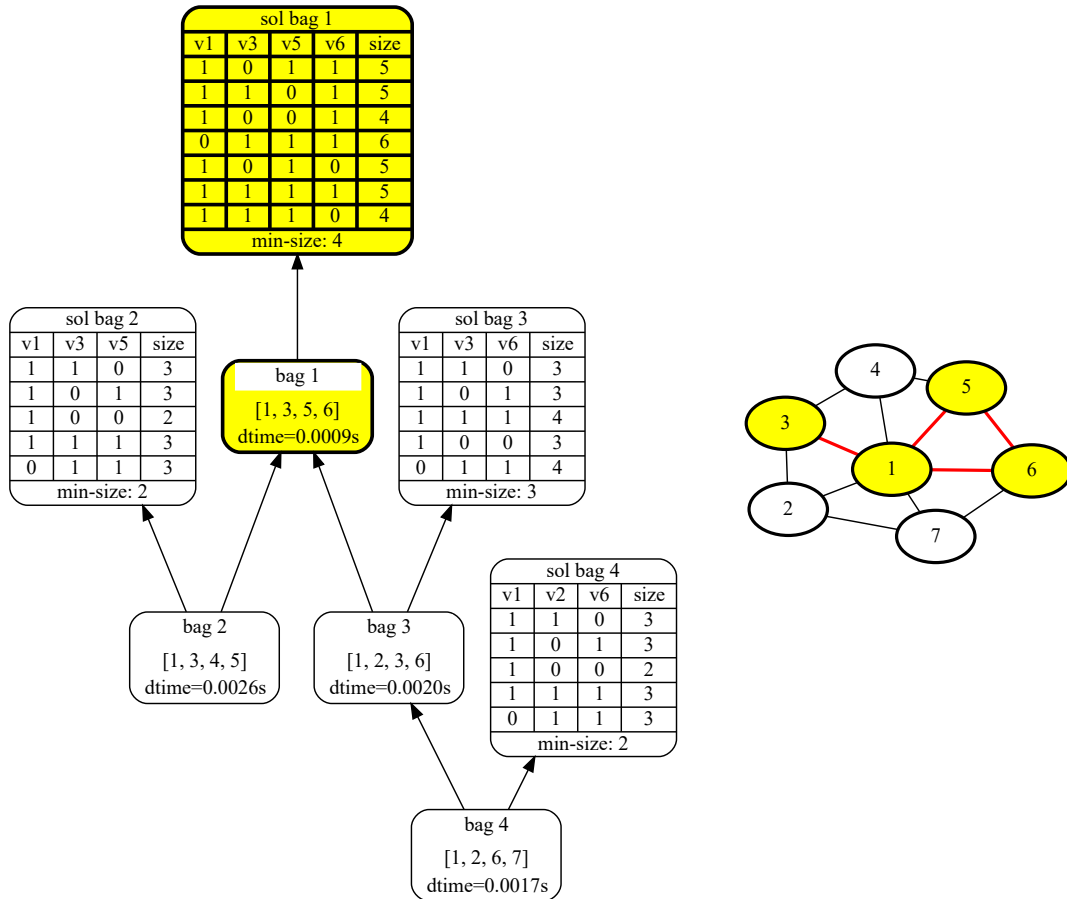 sol bag 1
v1 v3 v5 v6 size
1 0 1 1 5
1 1 0 1 5
1 0 0 1 4
0 1 1 1 6
1 0 1 0 5
1 1 1 1 5
1 1 1 0 4
min-size: 4
sol bag 2
v1 v3 v5 size
1 1 0 3
1 0 1 3
1 0 0 2
1 1 1 3
0 1 1 3
min-size: 2
bag 1
[1, 3, 5, 6]
dtime=0.0009s
sol bag 3
v1 v3 v6 size
1 1 0 3
1 0 1 3
1 1 1 4
1 0 0 3
0 1 1 4
min-size: 3
bag 2
[1, 3, 4, 5]
dtime=0.0026s
bag 3
[1, 2, 3, 6]
dtime=0.0020s
sol bag 4
v1 v2 v6 size
1 1 0 3
1 0 1 3
1 0 0 2
1 1 1 3
0 1 1 3
min-size: 2
bag 4
[1, 2, 6, 7]
dtime=0.0017s
4
5
3
1
6
2
7